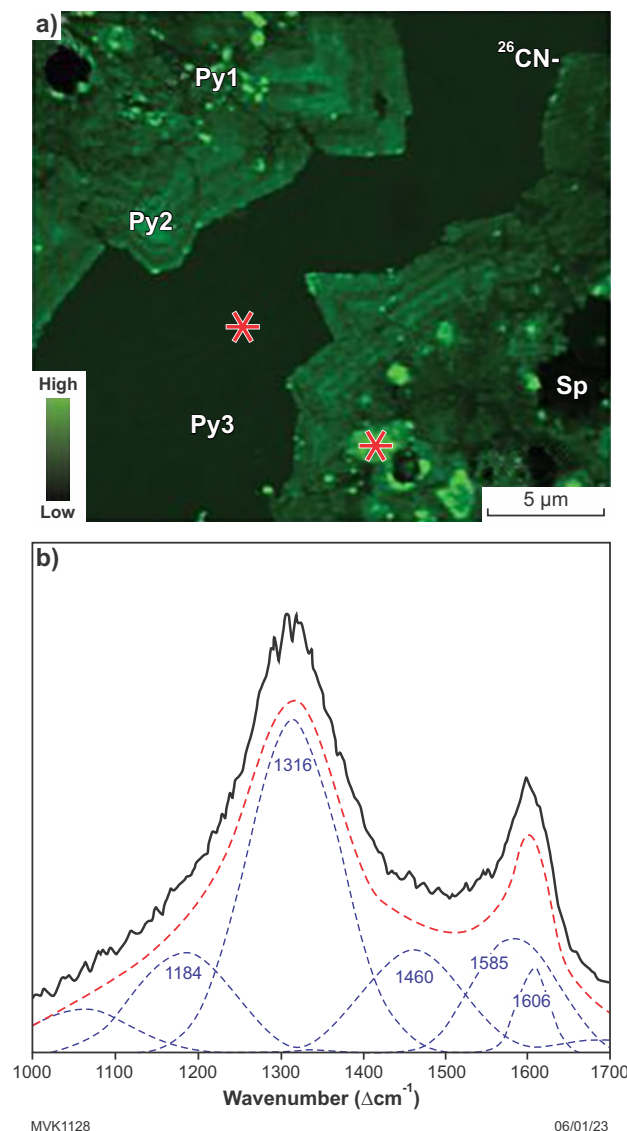 a)
²⁶CN-
Py1
Py2
High
Sp
Py3
Low
5 µm
b)
1316
1184
1460
1585
1606
1000 1100 1200 1300 1400 1500 1600 1700
Wavenumber (Δcm⁻¹)
MVK1128 06/01/23